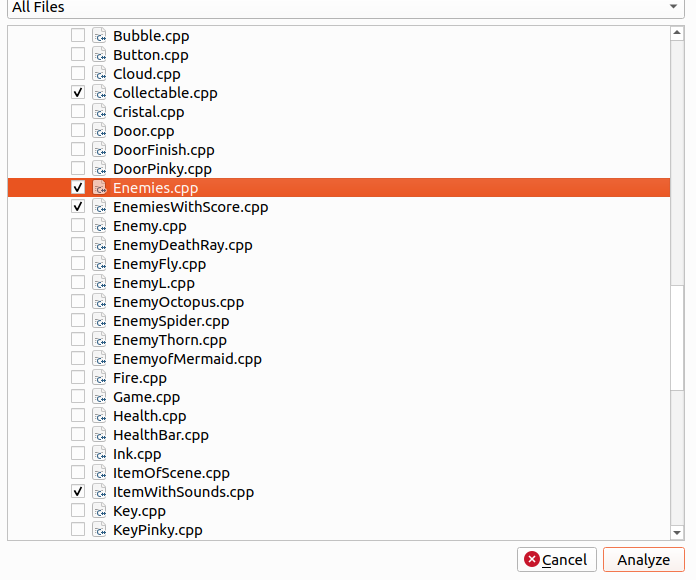 All Files
Bubble.cpp
Button.cpp
Cloud.cpp
Collectable.cpp
Cristal.cpp
Door.cpp
DoorFinish.cpp
DoorPinky.cpp
Enemies.cpp
EnemiesWithScore.cpp
Enemy.cpp
EnemyDeathRay.cpp
EnemyFly.cpp
EnemyL.cpp
EnemyOctopus.cpp
EnemySpider.cpp
EnemyThorn.cpp
EnemyofMermaid.cpp
Fire.cpp
Game.cpp
Health.cpp
HealthBar.cpp
Ink.cpp
ItemOfScene.cpp
ItemWithSounds.cpp
Key.cpp
KeyPinky.cpp
Cancel Analyze